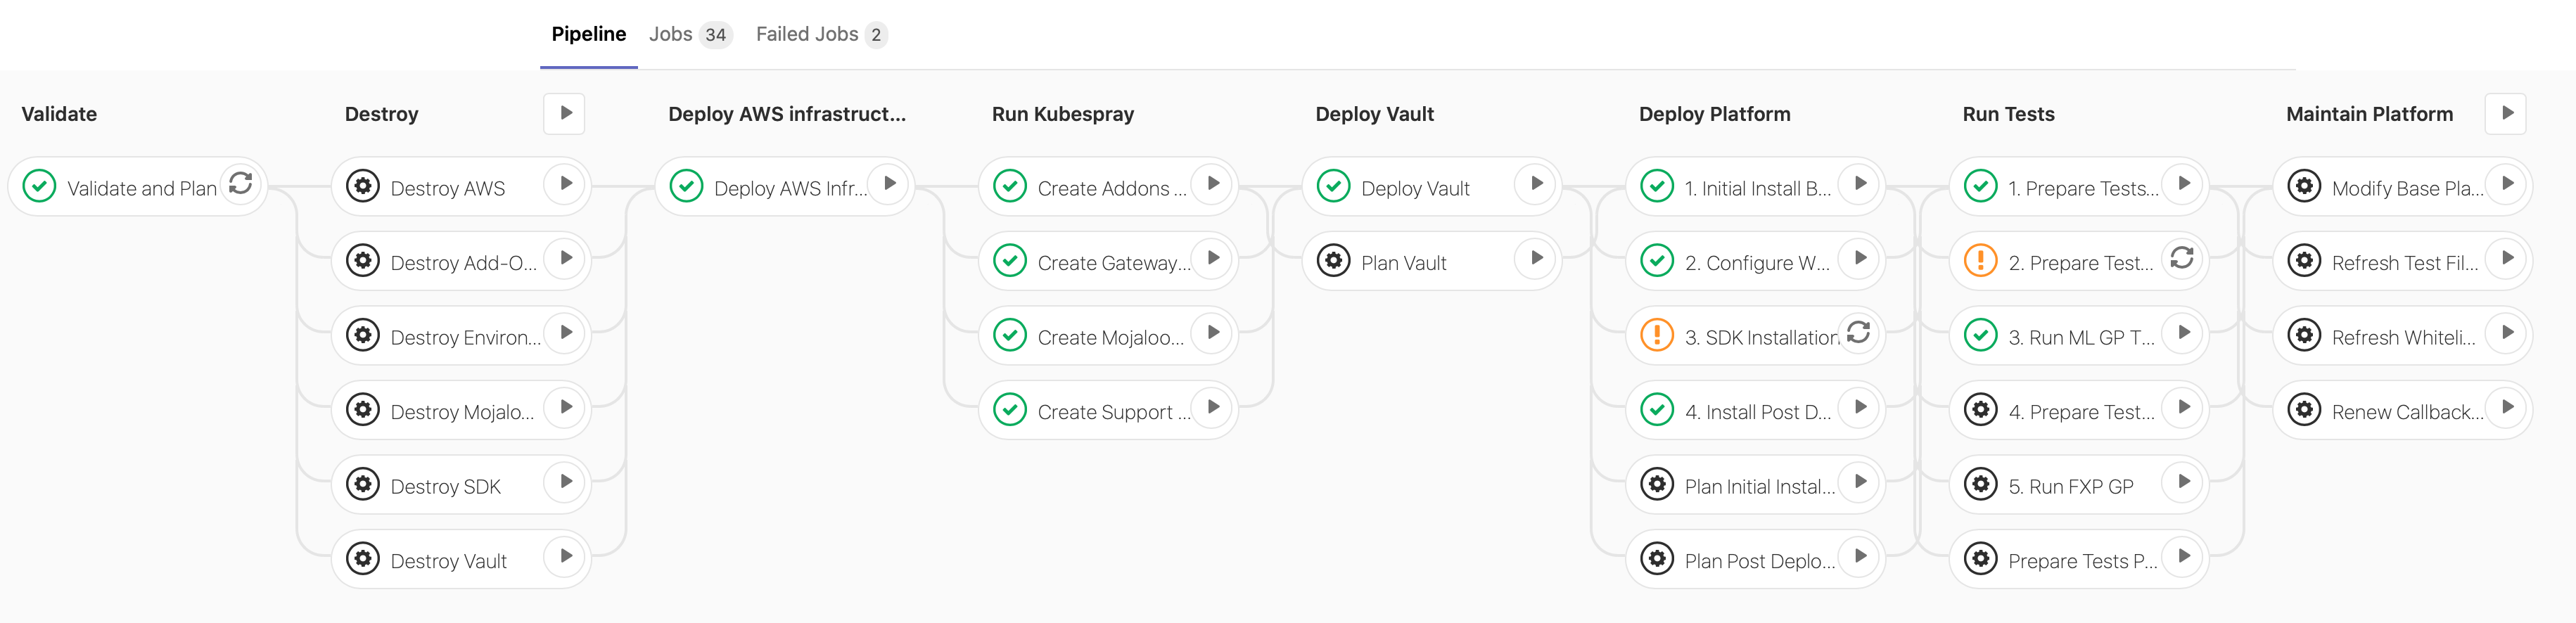 Pipeline Jobs 34 Failed Jobs 2
Validate
Validate and Plan
Destroy
Destroy AWS
Destroy Add-O...
Destroy Environ...
Destroy Mojalo...
Destroy SDK
Destroy Vault
Deploy AWS infrastruct...
Deploy AWS Infr...
Run Kubespray
Create Addons ...
Create Gateway...
Create Mojaloo...
Create Support ...
Deploy Vault
Deploy Vault
Plan Vault
Deploy Platform
1. Initial Install B...
2. Configure W...
3. SDK Installation
4. Install Post D...
Plan Initial Instal...
Plan Post Deplo...
Run Tests
1. Prepare Tests...
2. Prepare Test...
3. Run ML GP T...
4. Prepare Test...
5. Run FXP GP
Prepare Tests P...
Maintain Platform
Modify Base Pla...
Refresh Test Fil...
Refresh Whiteli...
Renew Callback...